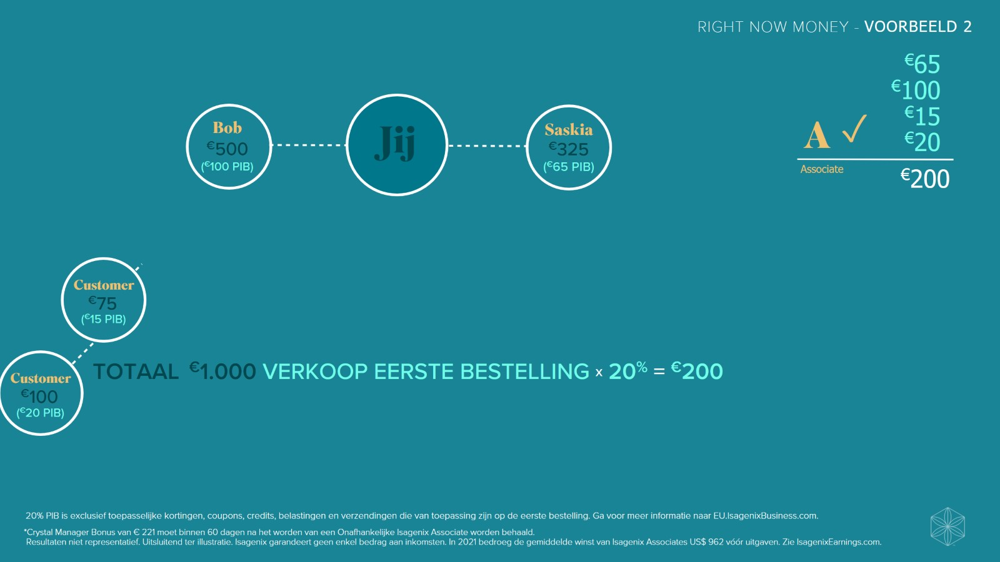 RIGHT NOW MONEY - VOORBEELD 2
€65
€100
€15
€20
A
Associate
€200
Bob
€500
(€100 PIB)
Jij
Saskia
€325
(€65 PIB)
Customer
€75
(€15 PIB)
Customer
€100
(€20 PIB)
TOTAAL €1.000 VERKOOP EERSTE BESTELLING x 20% = €200
20% PIB is exclusief toepasselijke kortingen, coupons, credits, belastingen en verzendingen die van toepassing zijn op de eerste bestelling. Ga voor meer informatie naar EU.IsagenixBusiness.com.
*Crystal Manager Bonus van € 221 moet binnen 60 dagen na het worden van een Onafhankelijke Isagenix Associate worden behaald.
Resultaten niet representatief. Uitsluitend ter illustratie. Isagenix garandeert geen enkel bedrag aan inkomsten. In 2021 bedroeg de gemiddelde winst van Isagenix Associates US$ 962 vóór uitgaven. Zie IsagenixEarnings.com.